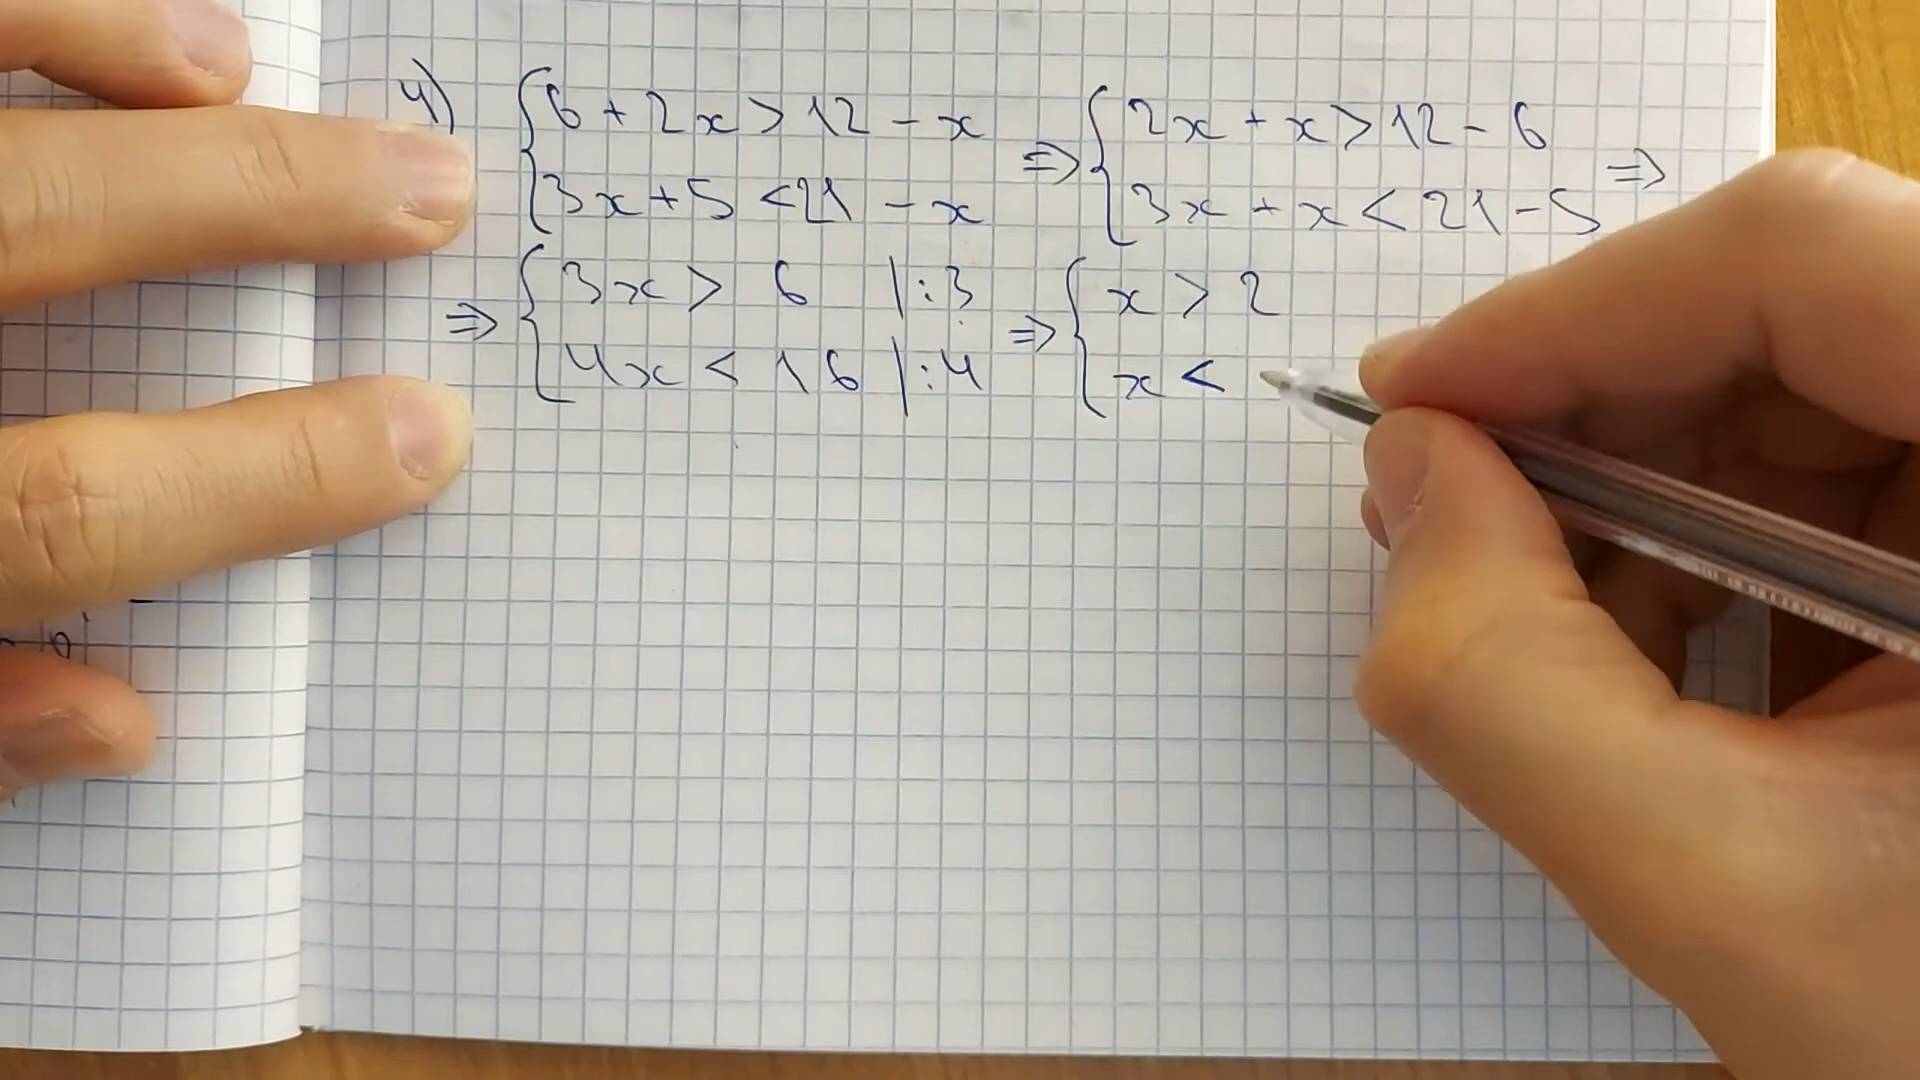 4) { 6 + 2x > 12 - x ⇒ { 2x + x > 12 - 6
{ 3x + 5 < 21 - x { 3x + x < 21 - 5 ⇒
⇒ { 3x > 6 | : 3 ⇒ { x > 2
{ 4x < 16 | : 4 { x <